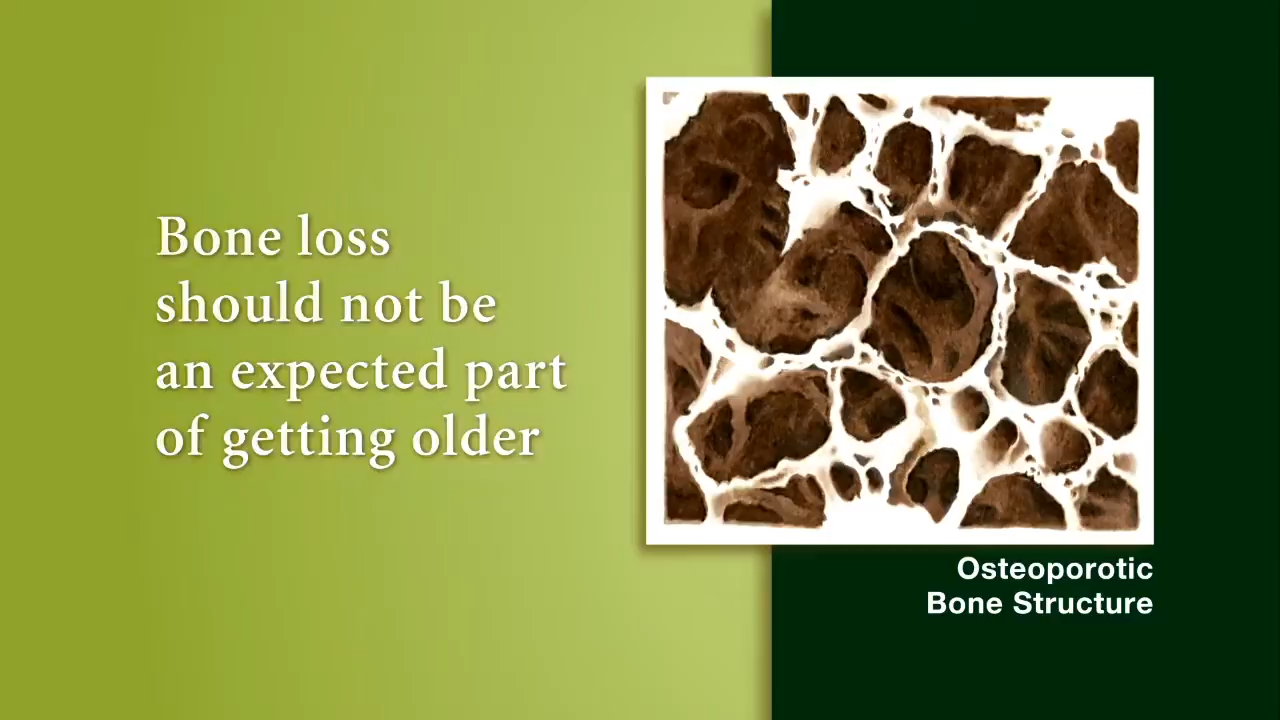 Bone loss
should not be
an expected part
of getting older
Osteoporotic
Bone Structure